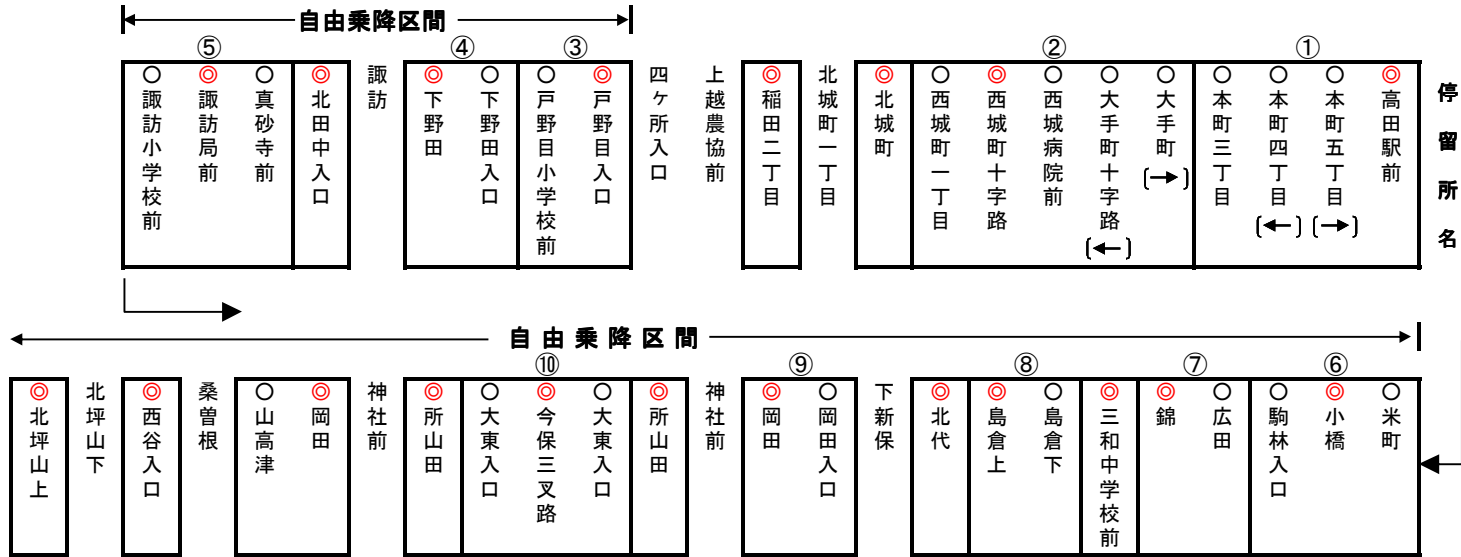 停留所名
自由乗降区間
①
◎高田駅前
○本町五丁目(→)
○本町四丁目(←)
○本町三丁目
②
○大手町(→)
○大手町十字路(←)
○西城病院前
◎西城町十字路
○西城町一丁目
◎北城町
北城町一丁目
◎稲田二丁目
上越農協前
四ケ所入口
③
◎戸野目入口
○戸野目小学校前
④
○下野田入口
◎下野田
諏訪
◎北田中入口
⑤
○真砂寺前
◎諏訪局前
○諏訪小学校前
自由乗降区間
⑥
○米町
◎小橋
○駒林入口
⑦
○広田
◎錦
◎三和中学校前
⑧
○島倉下
◎島倉上
◎北代
下新保
⑨
○岡田入口
◎岡田
神社前
◎所山田
⑩
○大東入口
◎今保三叉路
○大東入口
◎所山田
神社前
◎岡田
○山高津
桑曽根
◎西谷入口
北坪山下
◎北坪山上